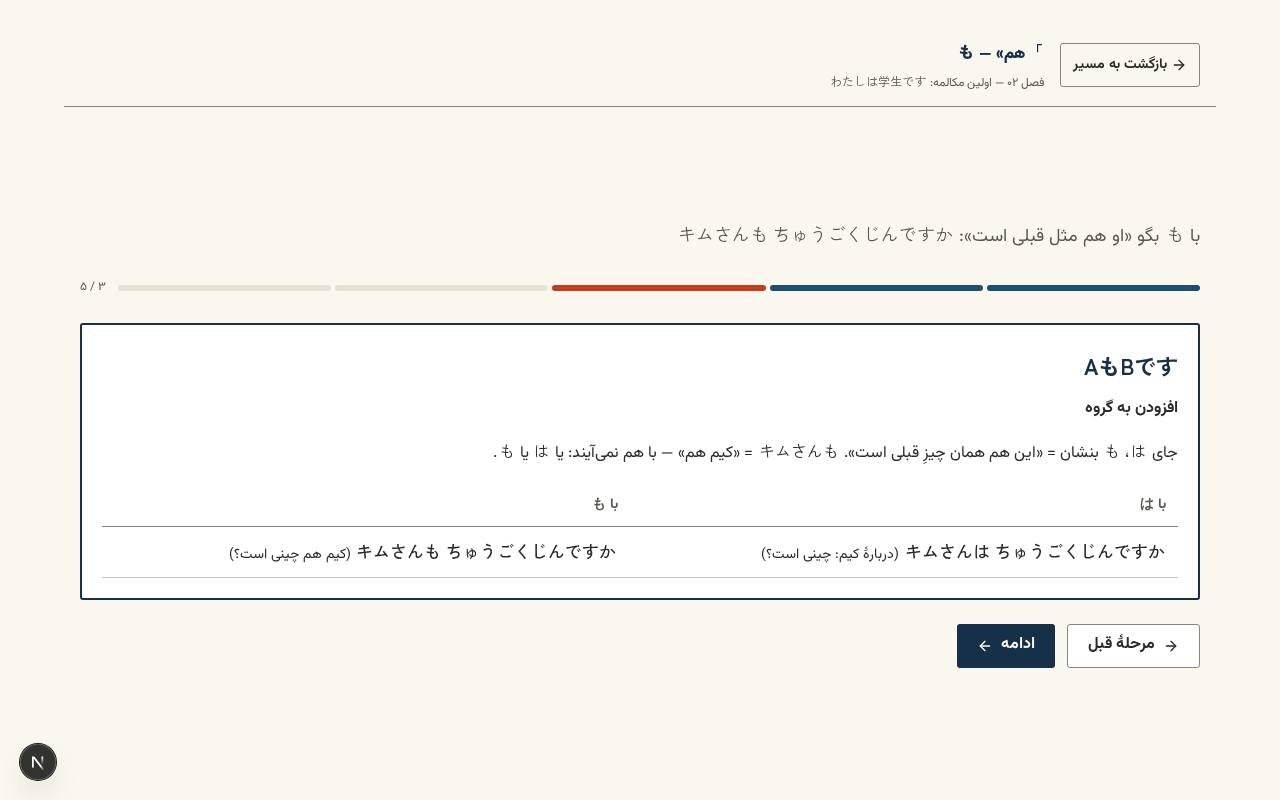 بازگشت به مسیر
「 هم» — も
فصل ۰۲ — اولین مکالمه: わたしは学生です
با も بگو «او هم مثل قبلی است»: キムさんも ちゅうごくじんですか
۵ / ۳
AもBです
افزودن به گروه
جای は، も بنشان = «این هم همان چیزِ قبلی است». キムさんも = «کیم هم» — با هم نمی‌آیند: یا は یا も.
با は
با も
キムさんは ちゅうごくじんですか (دربارهٔ کیم: چینی است؟)
キムさんも ちゅうごくじんですか (کیم هم چینی است؟)
مرحلهٔ قبل
ادامه
N